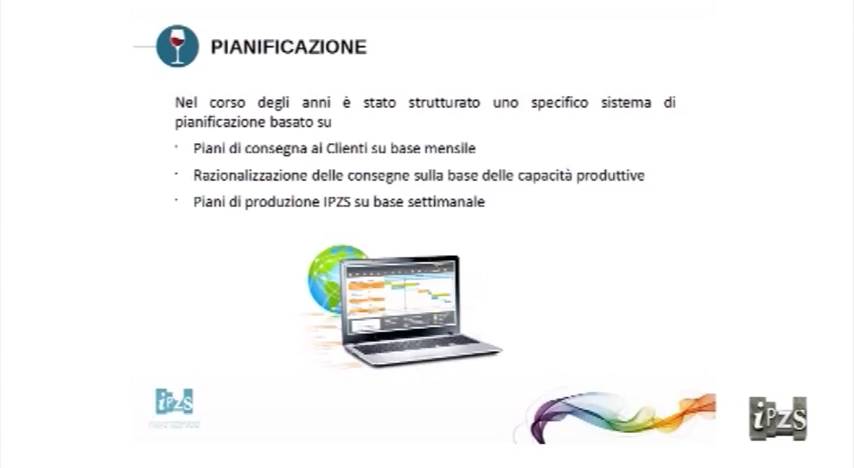 PIANIFICAZIONE
Nel corso degli anni è stato strutturato uno specifico sistema di
pianificazione basato su
· Piani di consegna ai Clienti su base mensile
· Razionalizzazione delle consegne sulla base delle capacità produttive
· Piani di produzione IPZS su base settimanale
iPZS
iPZS